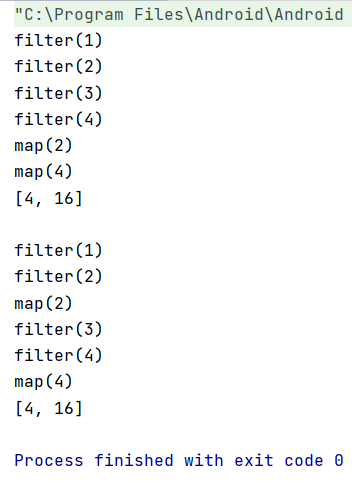 "C:\Program Files\Android\Android
filter(1)
filter(2)
filter(3)
filter(4)
map(2)
map(4)
[4, 16]

filter(1)
filter(2)
map(2)
filter(3)
filter(4)
map(4)
[4, 16]

Process finished with exit code 0